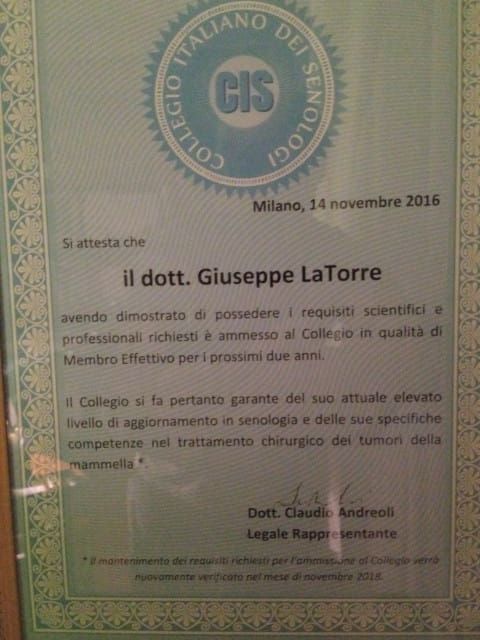 COLLEGIO ITALIANO DEI SENOLOGI
CIS
Milano, 14 novembre 2016
Si attesta che
il dott. Giuseppe LaTorre
avendo dimostrato di possedere i requisiti scientifici e
professionali richiesti è ammesso al Collegio in qualità di
Membro Effettivo per i prossimi due anni.
Il Collegio si fa pertanto garante del suo attuale elevato
livello di aggiornamento in senologia e delle sue specifiche
competenze nel trattamento chirurgico dei tumori della
mammella *.
Dott. Claudio Andreoli
Legale Rappresentante
* Il mantenimento dei requisiti richiesti per l'ammissione al Collegio verrà
nuovamente verificato nel mese di novembre 2018.